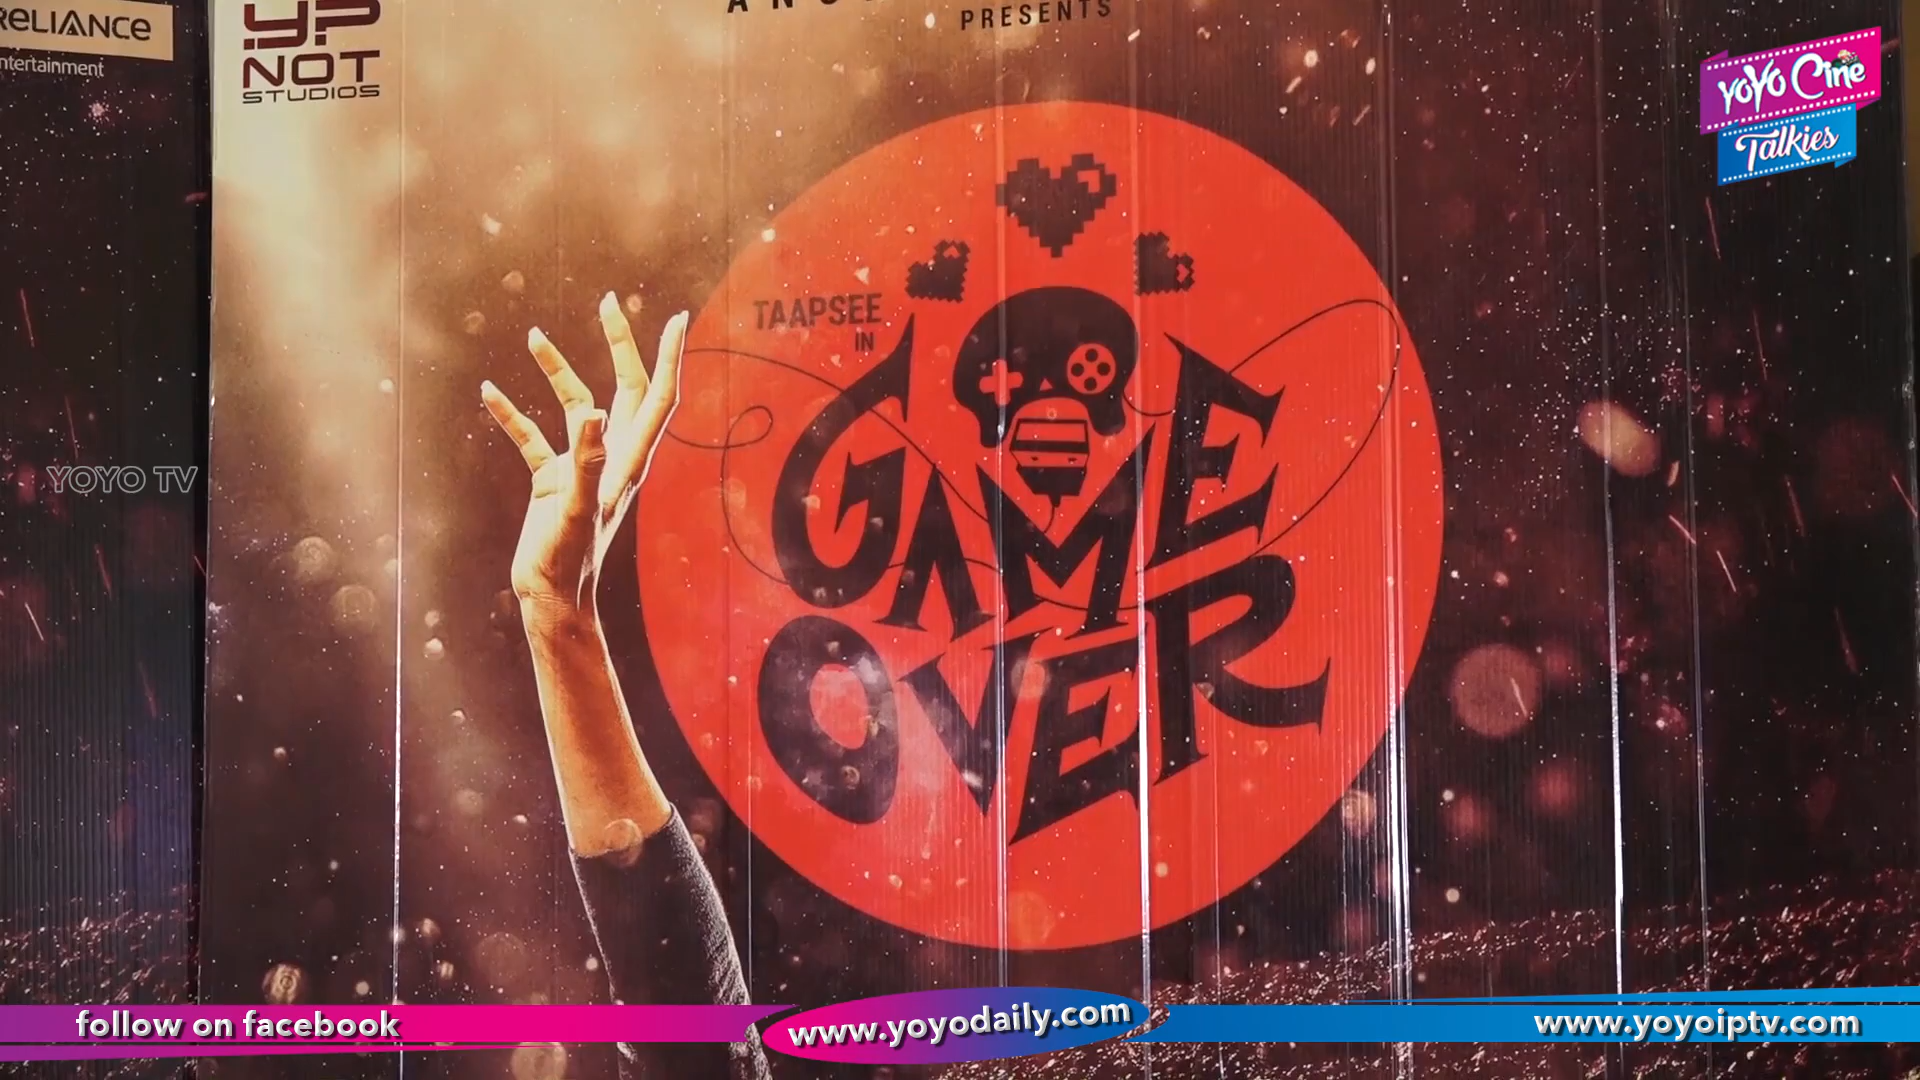 RELIANCE
ntertainment
YNOT
STUDIOS
PRESENTS
YOYO Cine
Talkies
TAAPSEE
IN
GAME
OVER
YOYO TV
follow on facebook
www.yoyodaily.com
www.yoyoiptv.com